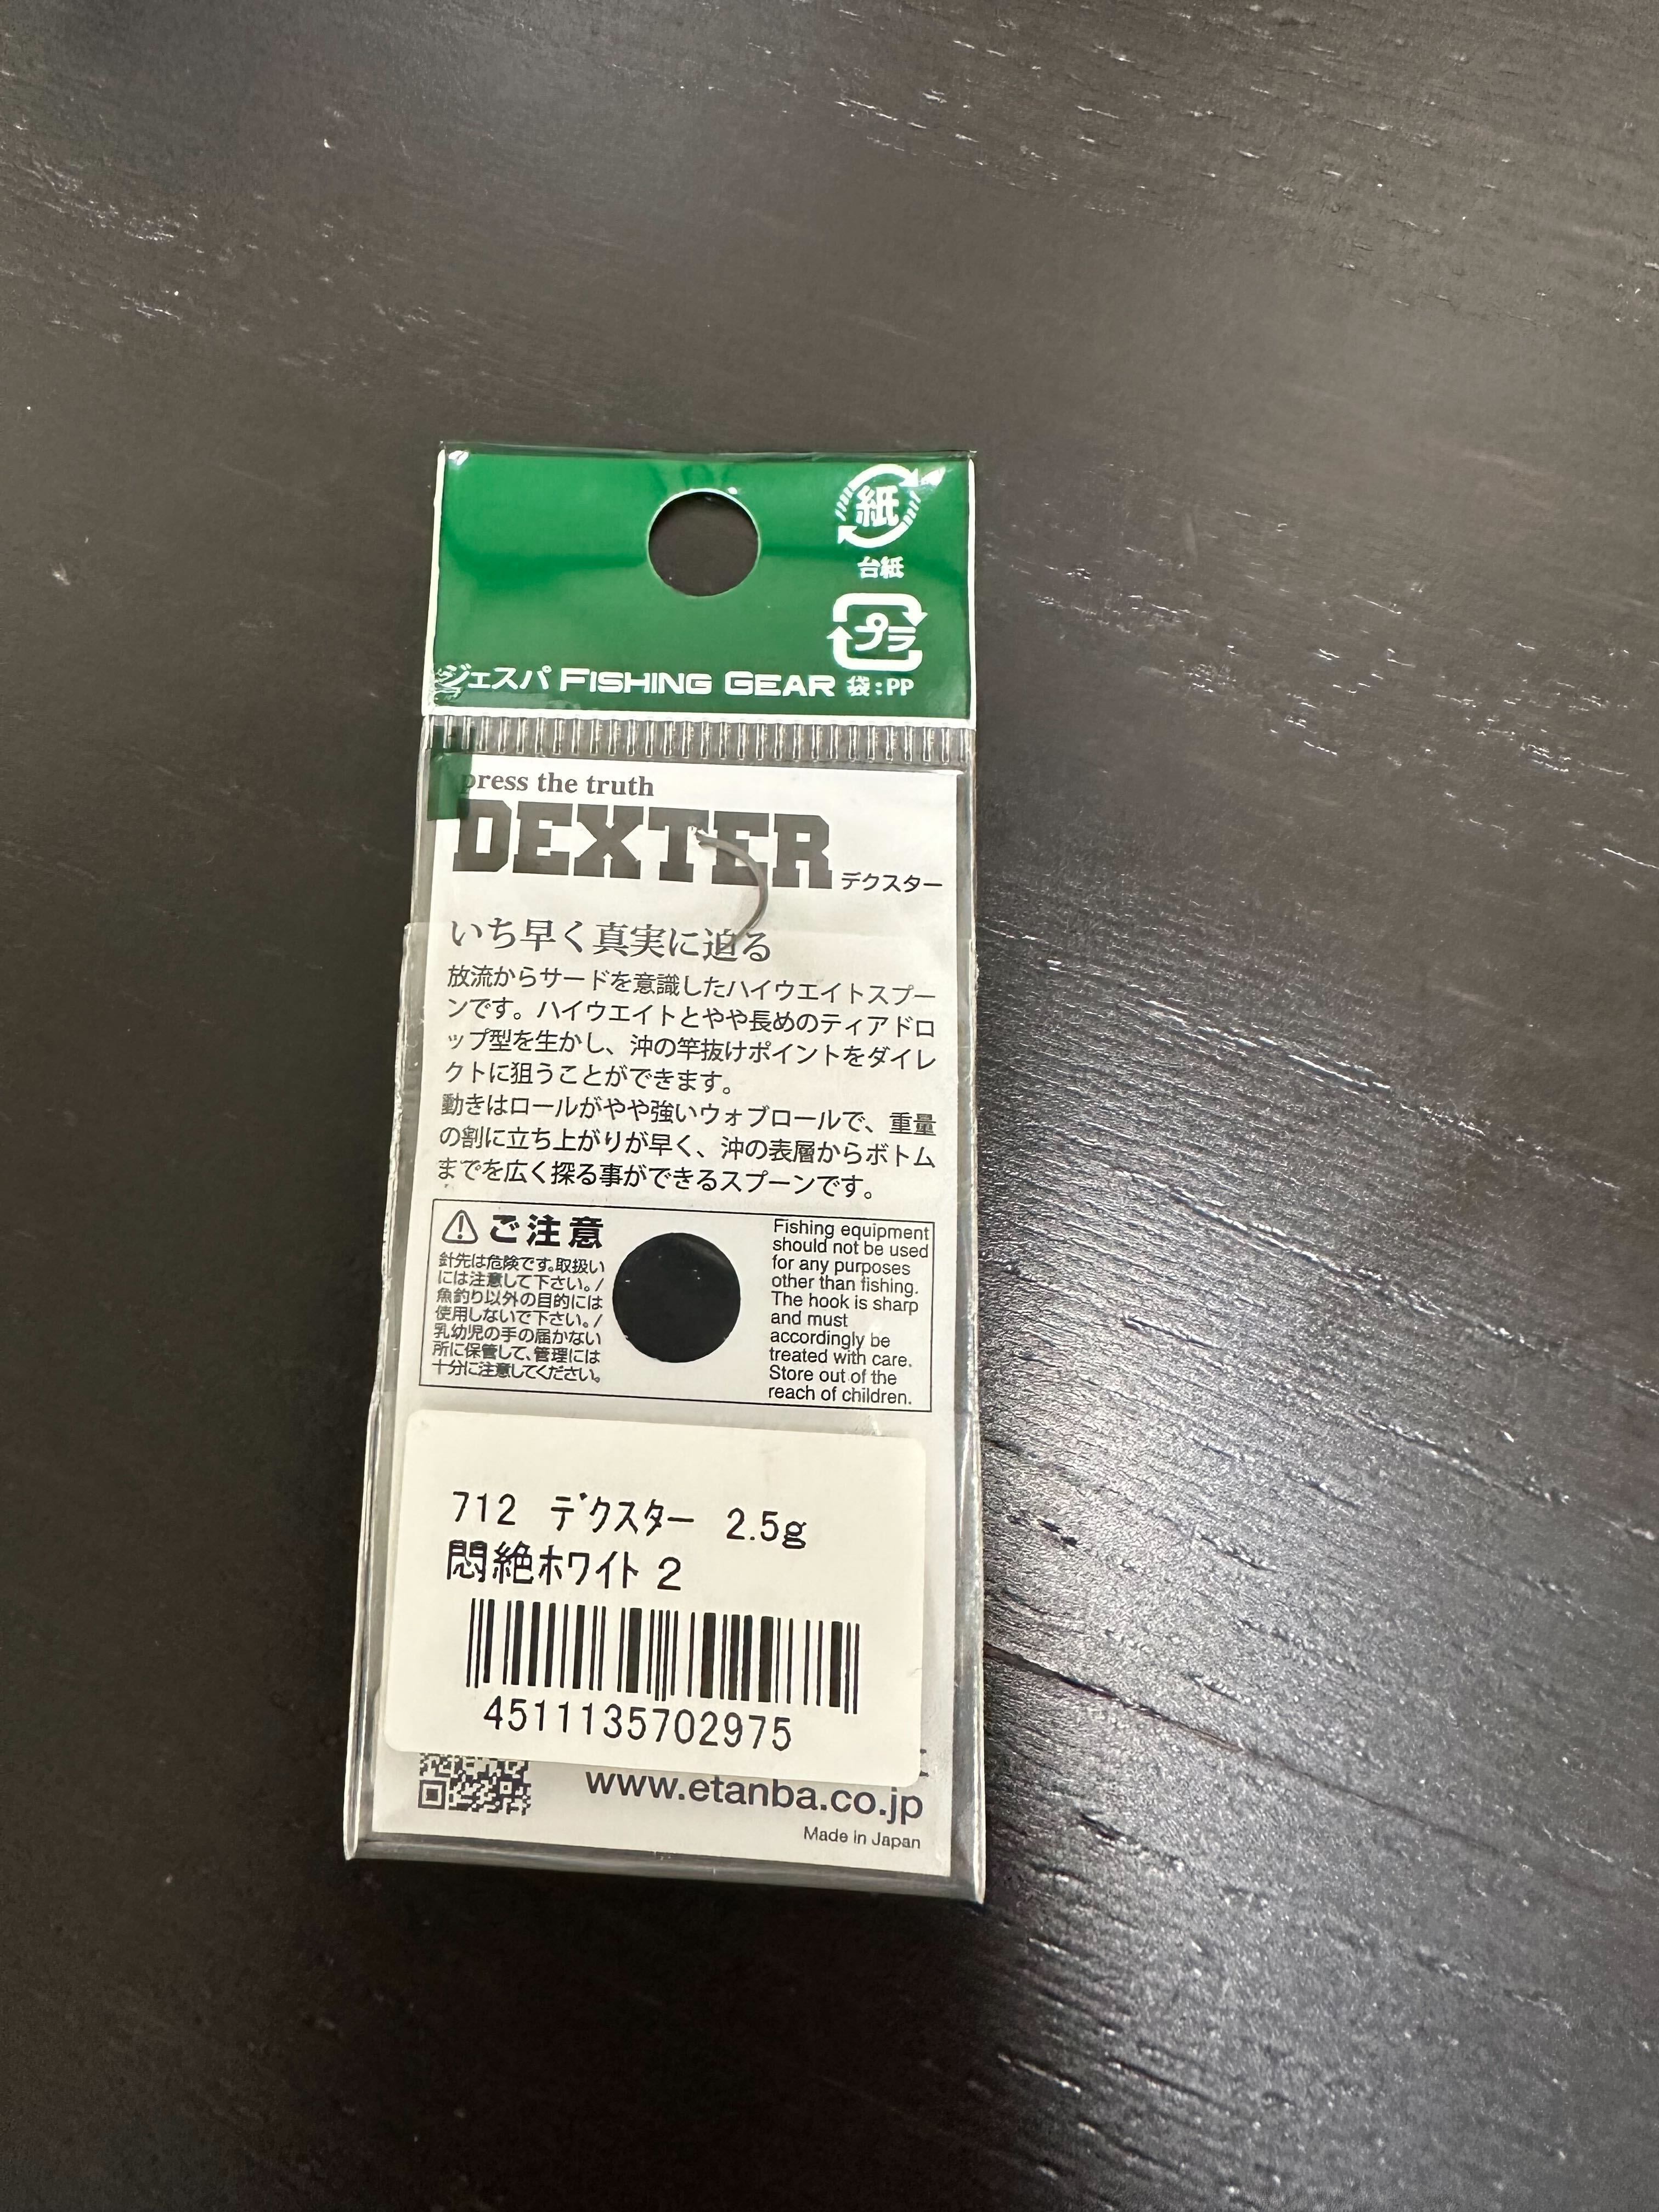 紙
台紙
プラ
ジェスパ FISHING GEAR 袋:PP
press the truth
DEXTER デクスター
いち早く真実に迫る
放流からサードを意識したハイウエイトスプー
ンです。ハイウエイトとやや長めのティアドロ
ップ型を生かし、沖の竿抜けポイントをダイレ
クトに狙うことができます。
動きはロールがやや強いウォブロールで、重量
の割に立ち上がりが早く、沖の表層からボトム
までを広く探る事ができるスプーンです。
ご注意
針先は危険です。取扱い
には注意して下さい。/
魚釣り以外の目的には
使用しないで下さい。/
乳幼児の手の届かない
所に保管して、管理には
十分に注意してください。
Fishing equipment
should not be used
for any purposes
other than fishing.
The hook is sharp
and must
accordingly be
treated with care.
Store out of the
reach of children.
712 デクスター 2.5g
悶絶ホワイト 2
4511135702975
www.etanba.co.jp
Made in Japan